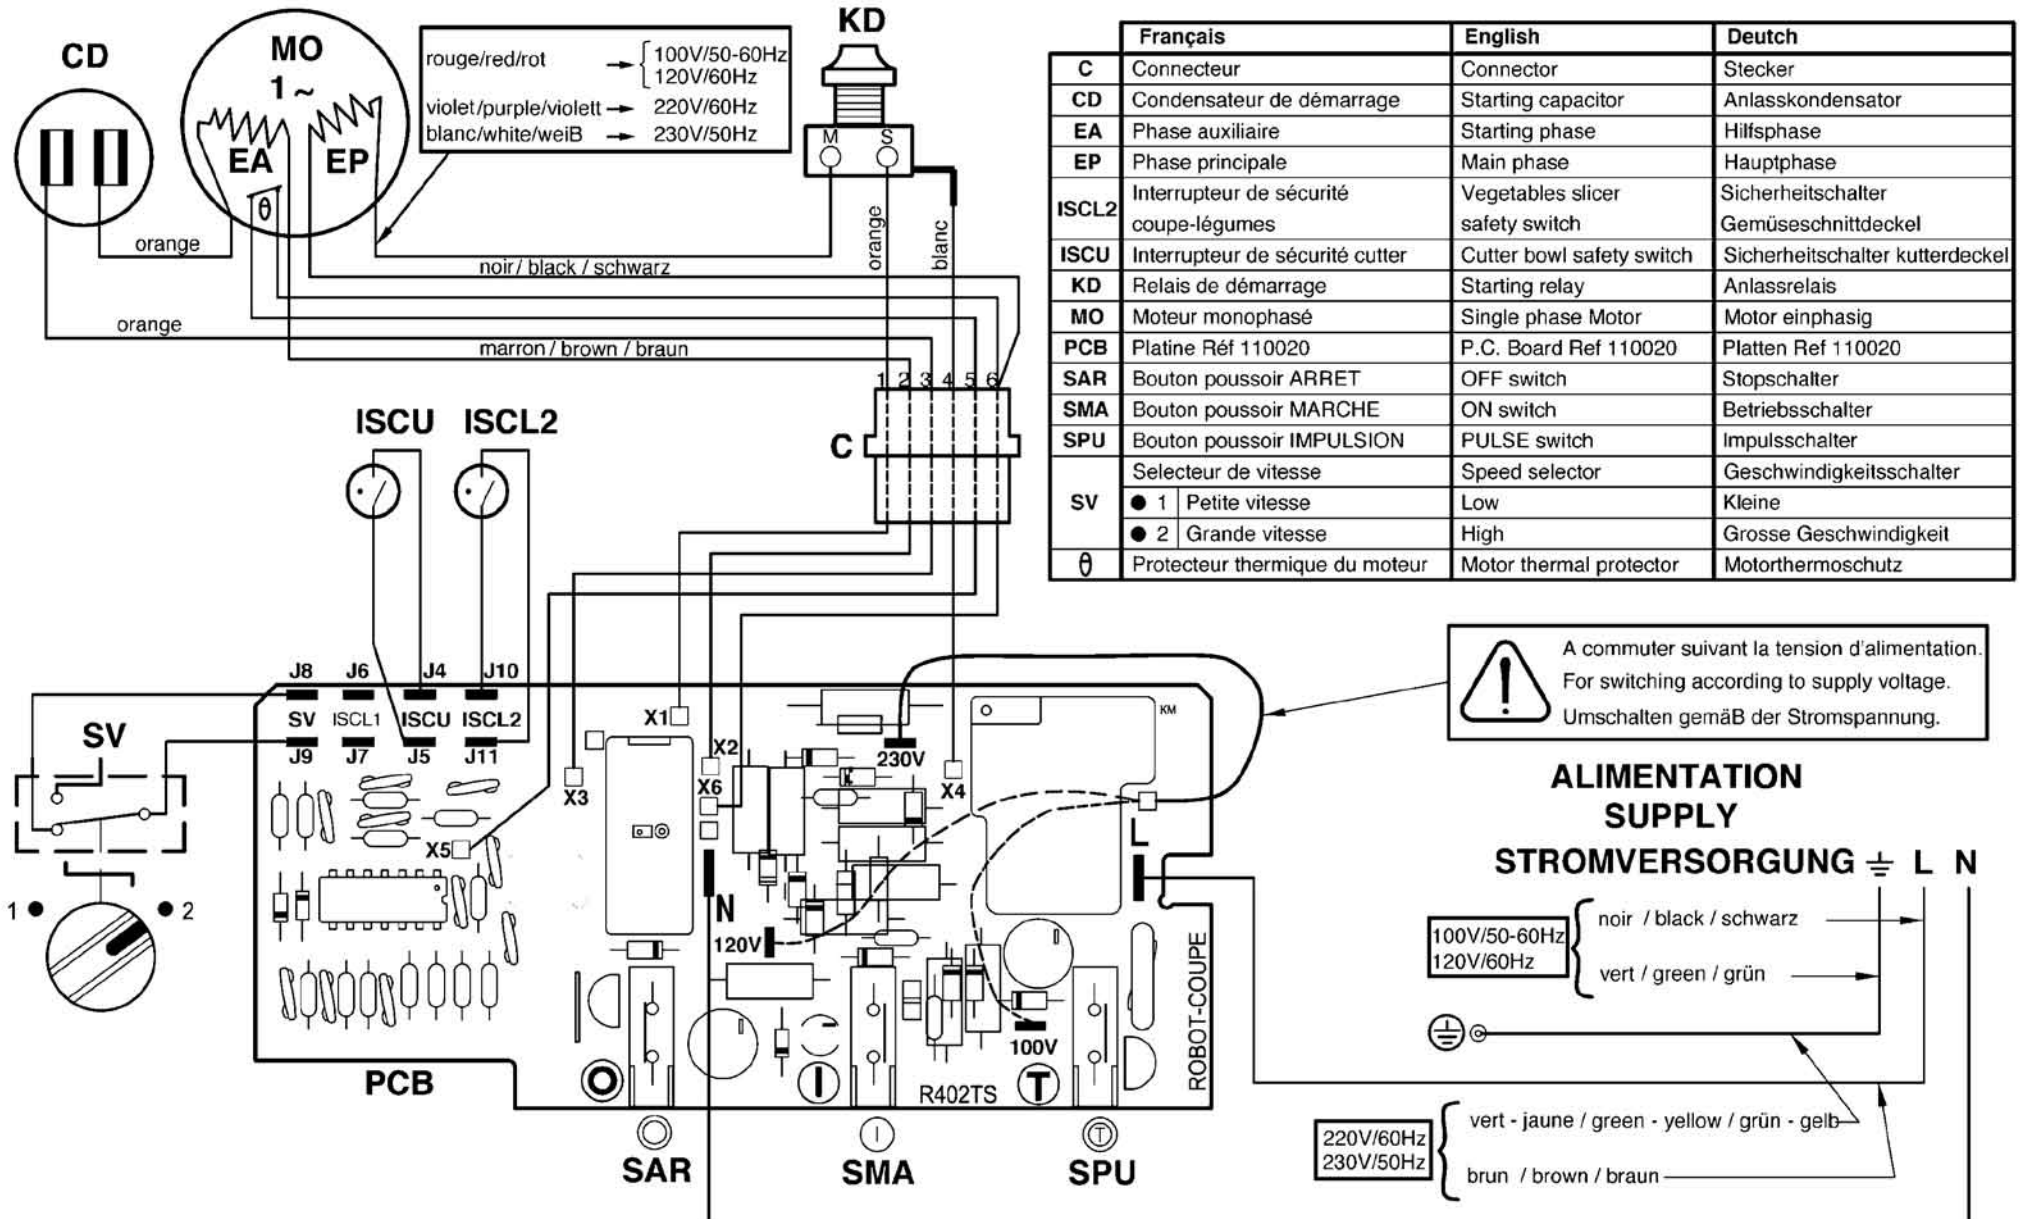 CD
MO
1 ~
EA
EP
θ
rouge/red/rot → 100V/50-60Hz
120V/60Hz
violet/purple/violett → 220V/60Hz
blanc/white/weiB → 230V/50Hz
KD
M S
orange
blanc
orange
noir/ black / schwarz
orange
marron / brown / braun
1 2 3 4 5 6
C
Français English Deutch
C Connecteur Connector Stecker
CD Condensateur de démarrage Starting capacitor Anlasskondensator
EA Phase auxiliaire Starting phase Hilfsphase
EP Phase principale Main phase Hauptphase
ISCL2 Interrupteur de sécurité Vegetables slicer Sicherheitschalter
coupe-légumes safety switch Gemüseschnittdeckel
ISCU Interrupteur de sécurité cutter Cutter bowl safety switch Sicherheitschalter kutterdeckel
KD Relais de démarrage Starting relay Anlassrelais
MO Moteur monophasé Single phase Motor Motor einphasig
PCB Platine Réf 110020 P.C. Board Ref 110020 Platten Ref 110020
SAR Bouton poussoir ARRET OFF switch Stopschalter
SMA Bouton poussoir MARCHE ON switch Betriebsschalter
SPU Bouton poussoir IMPULSION PULSE switch Impulsschalter
SV Selecteur de vitesse Speed selector Geschwindigkeitsschalter
● 1 Petite vitesse Low Kleine
● 2 Grande vitesse High Grosse Geschwindigkeit
θ Protecteur thermique du moteur Motor thermal protector Motorthermoschutz
ISCU ISCL2
J8 J6 J4 J10
SV ISCL1 ISCU ISCL2
J9 J7 J5 J11
SV
1 ● ● 2
X1
X2
X3
X6
X4
X5
230V
KM
L
N
120V
100V
O
I
T
R402TS
ROBOT-COUPE
PCB
I
T
SAR
SMA
SPU
A commuter suivant la tension d'alimentation.
For switching according to supply voltage.
Umschalten gemäB der Stromspannung.
ALIMENTATION
SUPPLY
STROMVERSORGUNG L N
100V/50-60Hz
120V/60Hz
noir / black / schwarz
vert / green / grün
220V/60Hz
230V/50Hz
vert - jaune / green - yellow / grün - gelb
brun / brown / braun